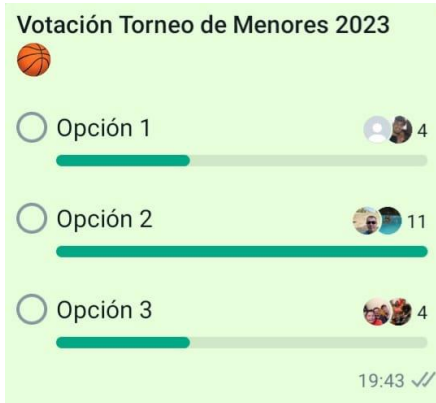 Votación Torneo de Menores 2023
🏀
Opción 1
4
Opción 2
11
Opción 3
4
19:43